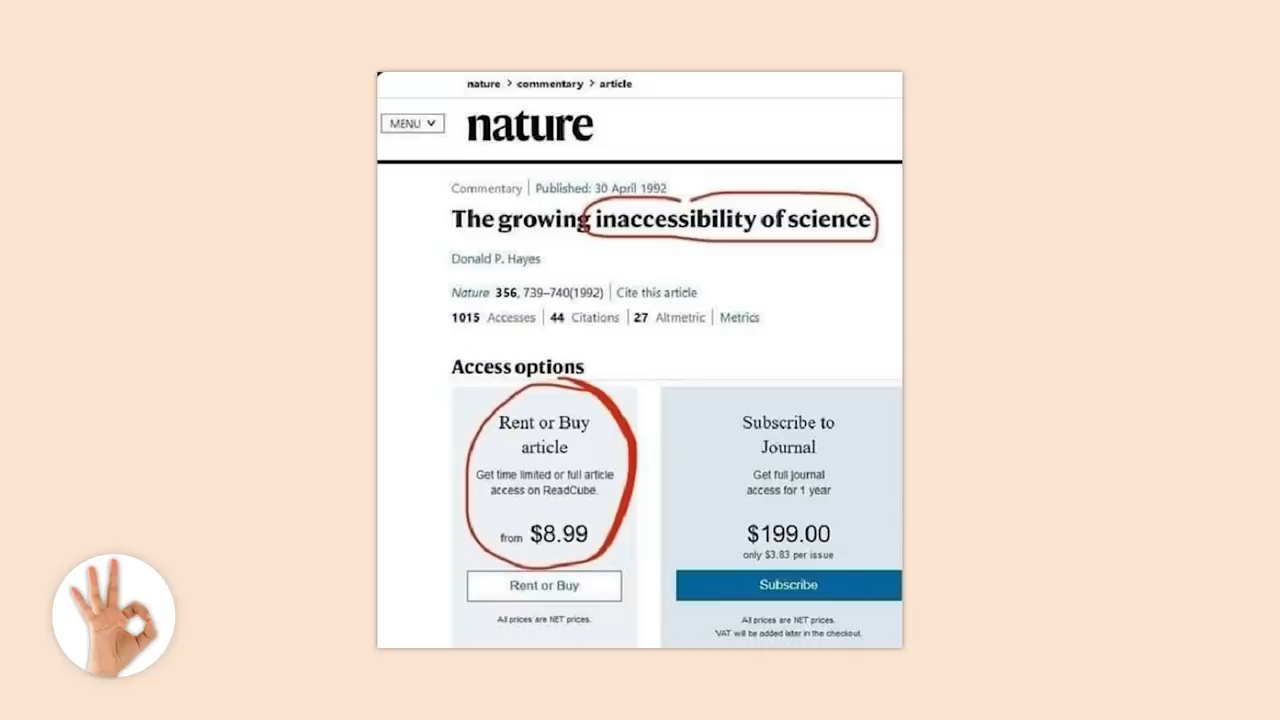 nature > commentary > article
MENU
nature
Commentary | Published: 30 April 1992
The growing inaccessibility of science
Donald P. Hayes
Nature 356, 739–740(1992) | Cite this article
1015 Accesses | 44 Citations | 27 Altmetric | Metrics
Access options
Rent or Buy
article
Get time limited or full article
access on ReadCube.
from $8.99
Rent or Buy
All prices are NET prices.
Subscribe to
Journal
Get full journal
access for 1 year
$199.00
only $3.83 per issue
Subscribe
All prices are NET prices.
VAT will be added later in the checkout.